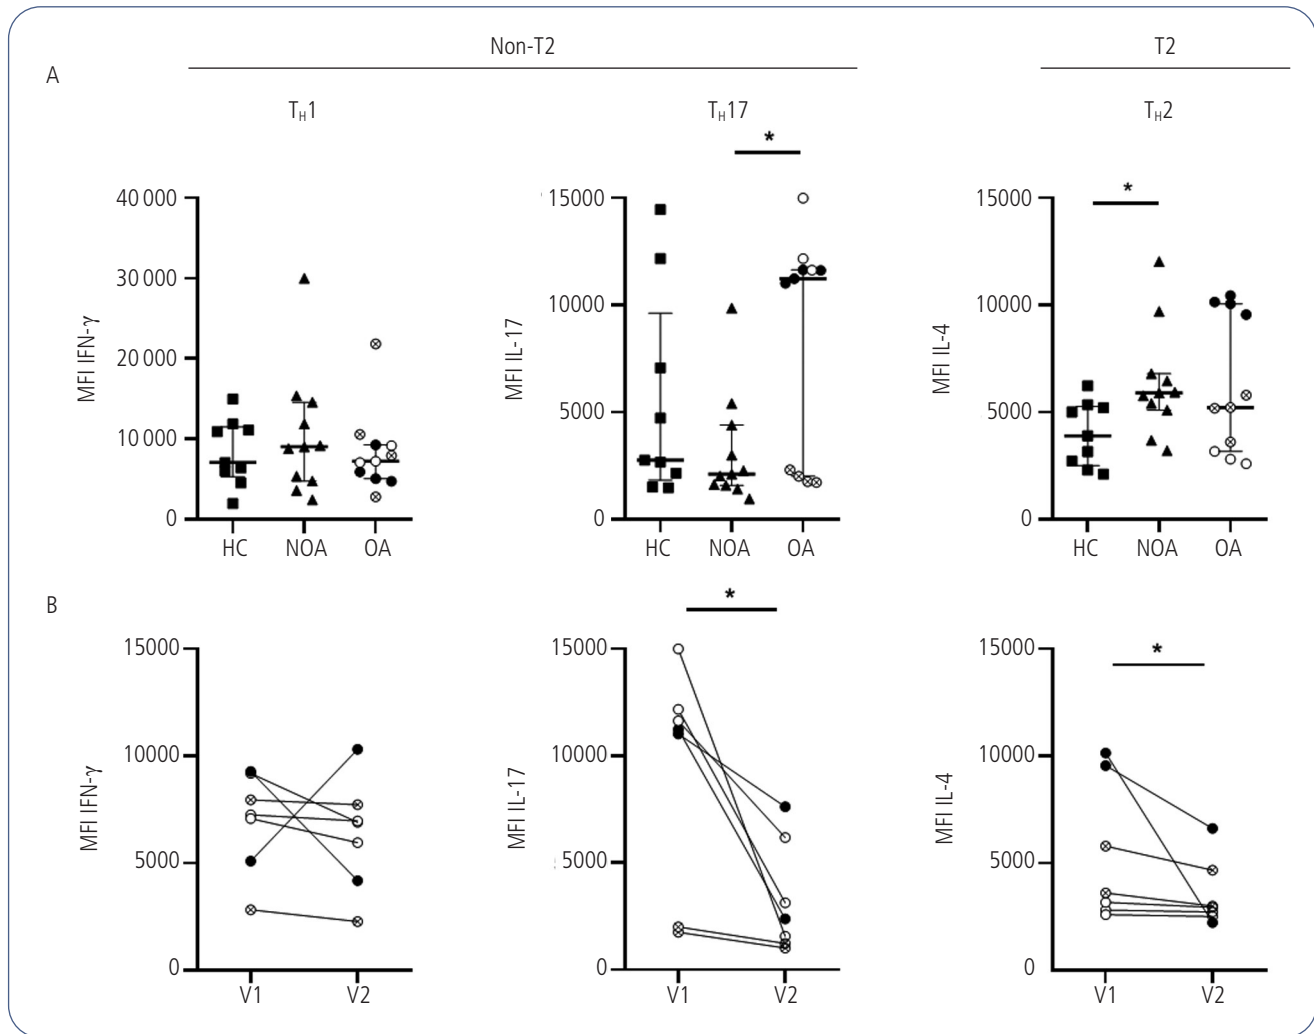 Non-T2 T2
A
TH1 TH17 TH2
* *
MFI IFN-γ
40 000
30 000
20 000
10 000
0
HC NOA OA
MFI IL-17
15000
10000
5000
0
HC NOA OA
MFI IL-4
15000
10000
5000
0
HC NOA OA
B
* *
MFI IFN-γ
15000
10000
5000
0
V1 V2
MFI IL-17
15000
10000
5000
0
V1 V2
MFI IL-4
15000
10000
5000
0
V1 V2